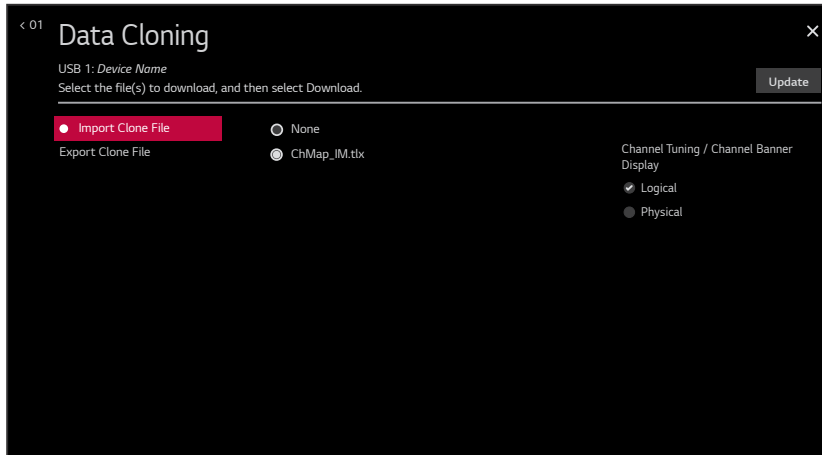 < 01
Data Cloning
×
USB 1: Device Name
Select the file(s) to download, and then select Download.
Update
Import Clone File
Export Clone File
None
ChMap_IM.tlx
Channel Tuning / Channel Banner
Display
Logical
Physical